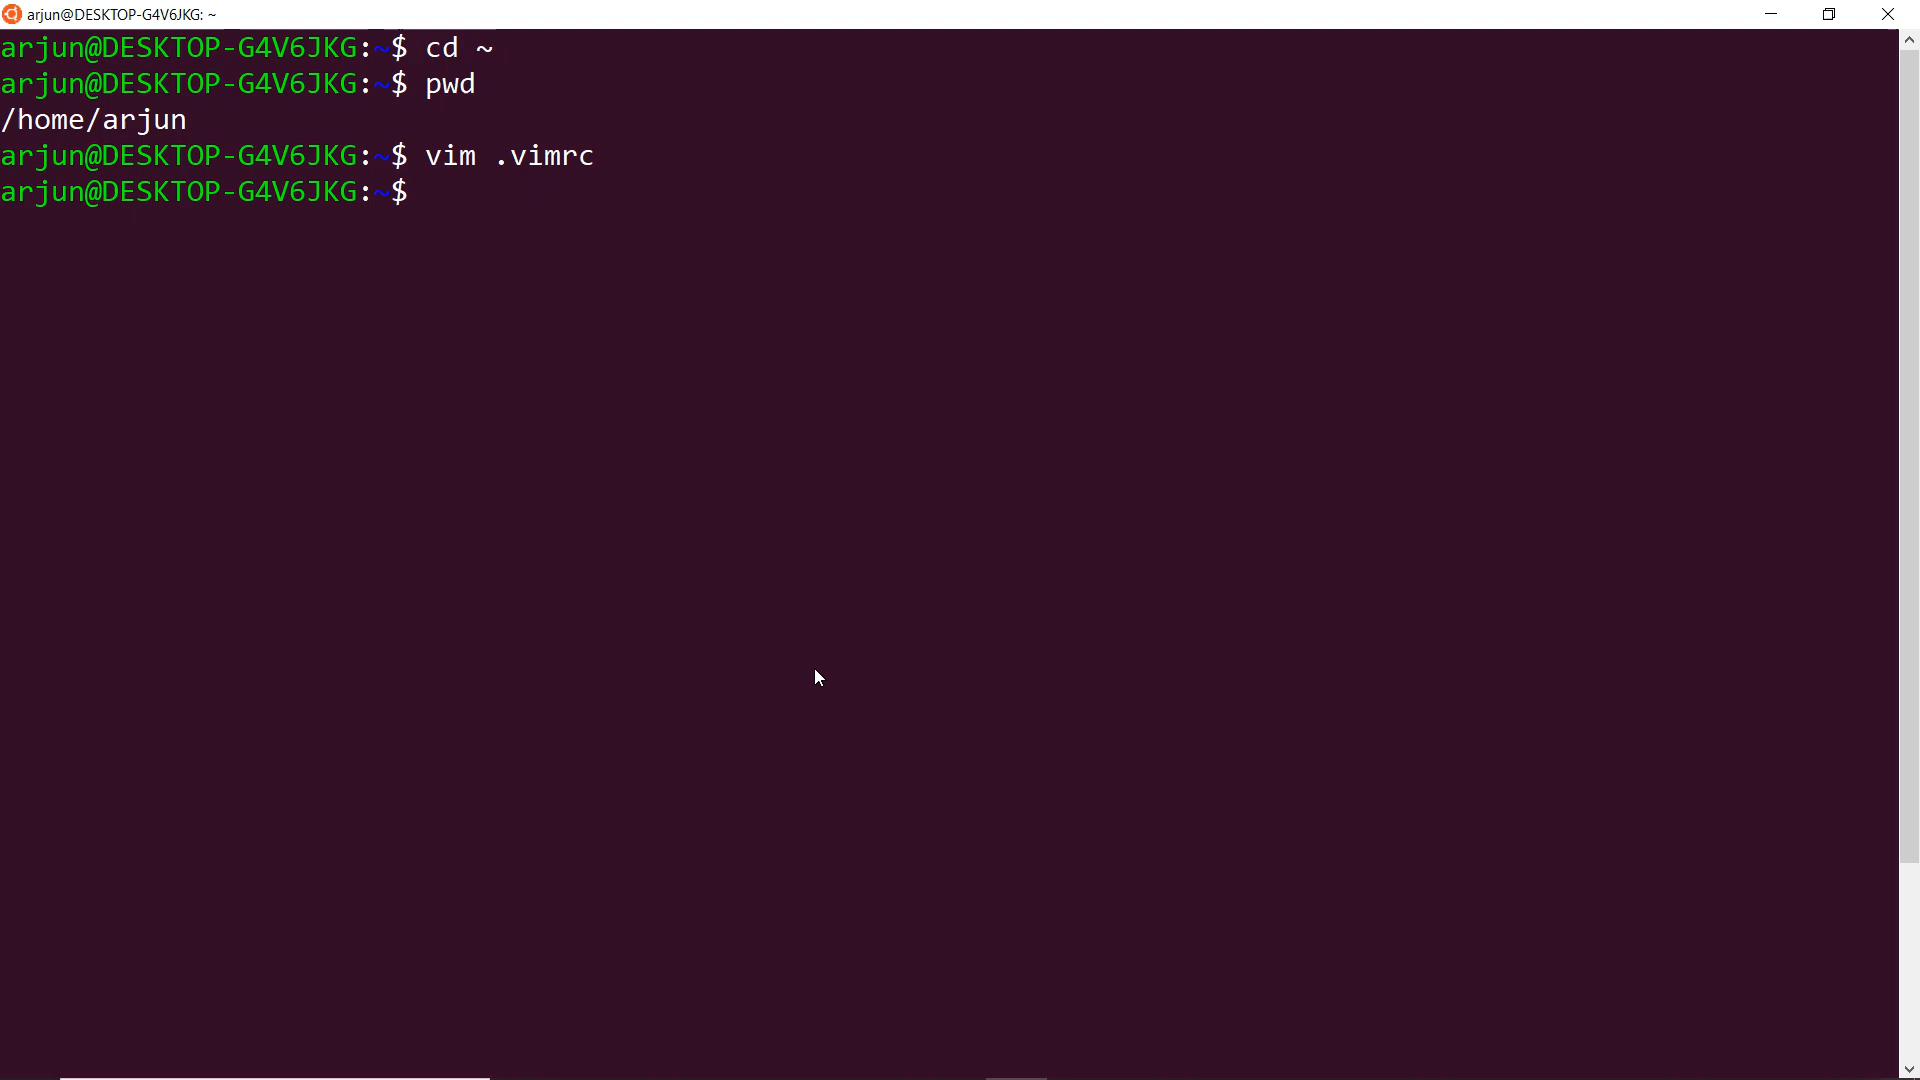 arjun@DESKTOP-G4V6JKG: ~
arjun@DESKTOP-G4V6JKG:~$ cd ~
arjun@DESKTOP-G4V6JKG:~$ pwd
/home/arjun
arjun@DESKTOP-G4V6JKG:~$ vim .vimrc
arjun@DESKTOP-G4V6JKG:~$